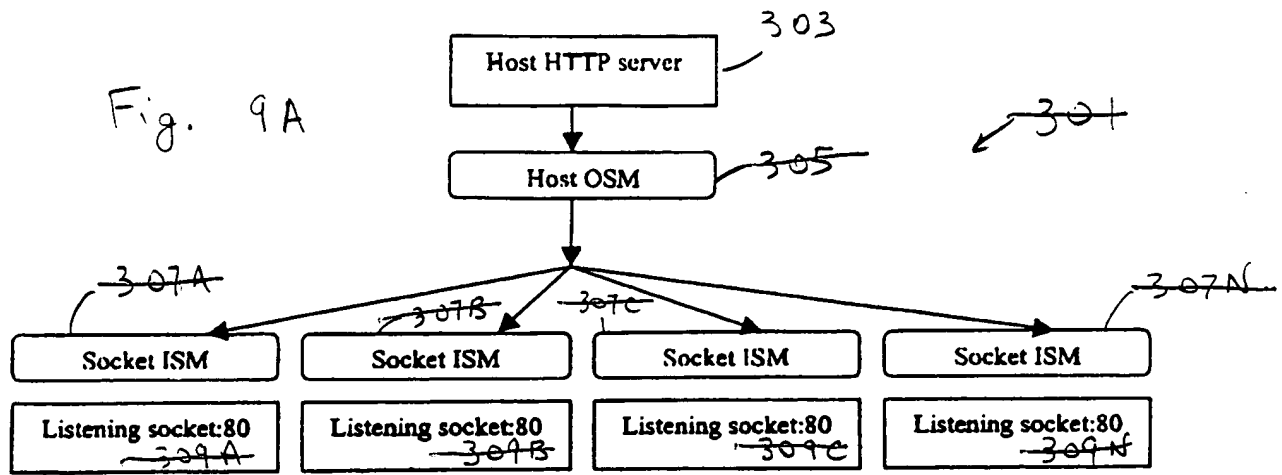 303
Host HTTP server
Fig. 9A
301
305
Host OSM
307A
307B
307C
307N
Socket ISM
Socket ISM
Socket ISM
Socket ISM
Listening socket:80
309A
Listening socket:80
309B
Listening socket:80
309C
Listening socket:80
309N